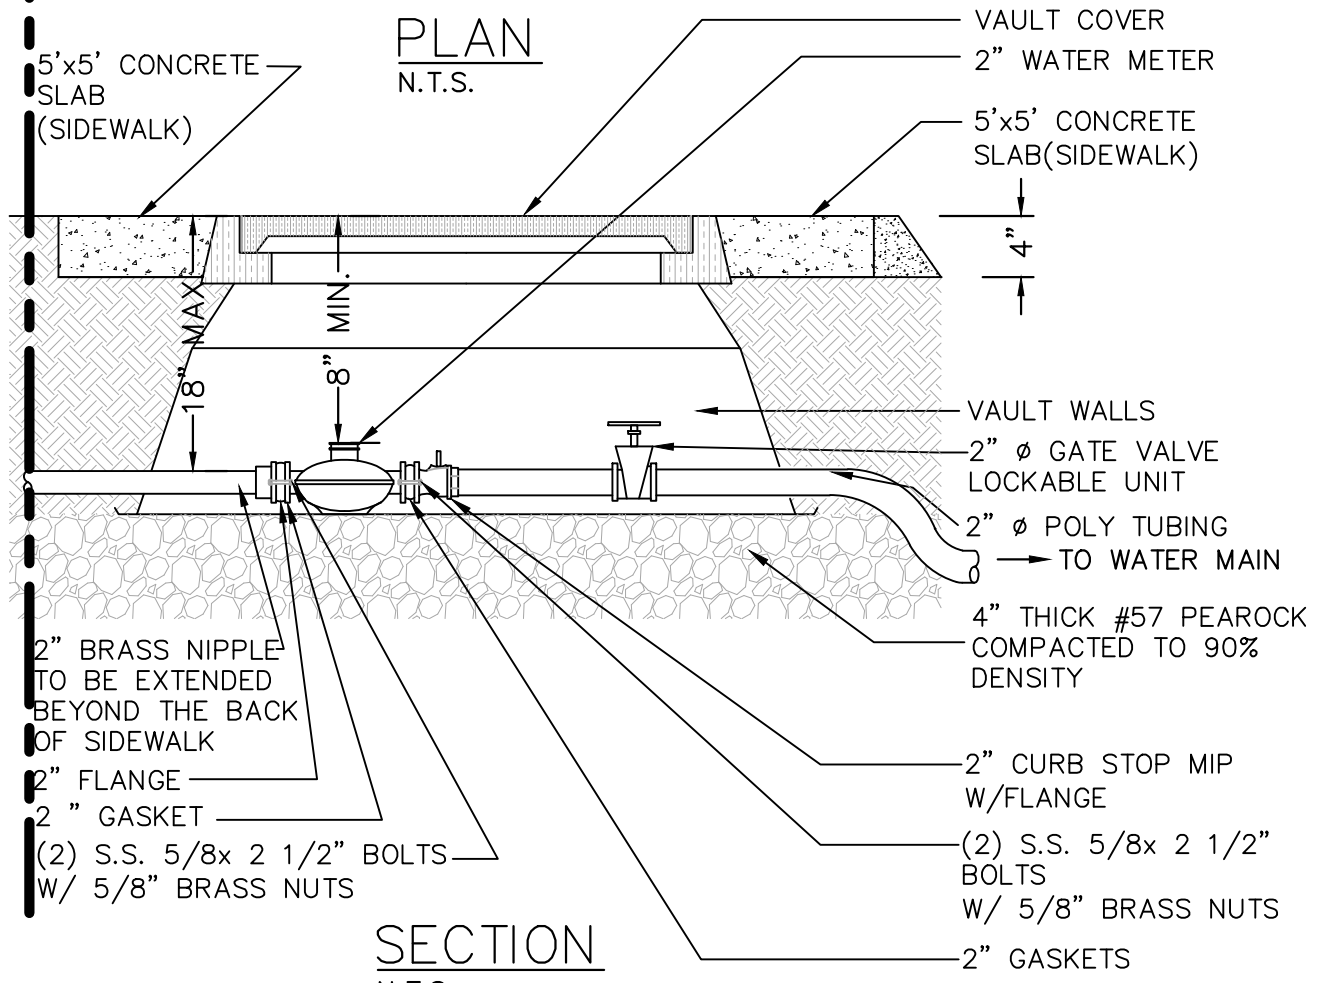 PLAN
N.T.S.
5'x5' CONCRETE
SLAB
(SIDEWALK)
VAULT COVER
2" WATER METER
5'x5' CONCRETE
SLAB(SIDEWALK)
4"
18" MAX.
8" MIN.
VAULT WALLS
2" ø GATE VALVE
LOCKABLE UNIT
2" ø POLY TUBING
TO WATER MAIN
4" THICK #57 PEAROCK
COMPACTED TO 90%
DENSITY
2" BRASS NIPPLE
TO BE EXTENDED
BEYOND THE BACK
OF SIDEWALK
2" FLANGE
2 " GASKET
(2) S.S. 5/8x 2 1/2" BOLTS
W/ 5/8" BRASS NUTS
2" CURB STOP MIP
W/FLANGE
(2) S.S. 5/8x 2 1/2"
BOLTS
W/ 5/8" BRASS NUTS
2" GASKETS
SECTION